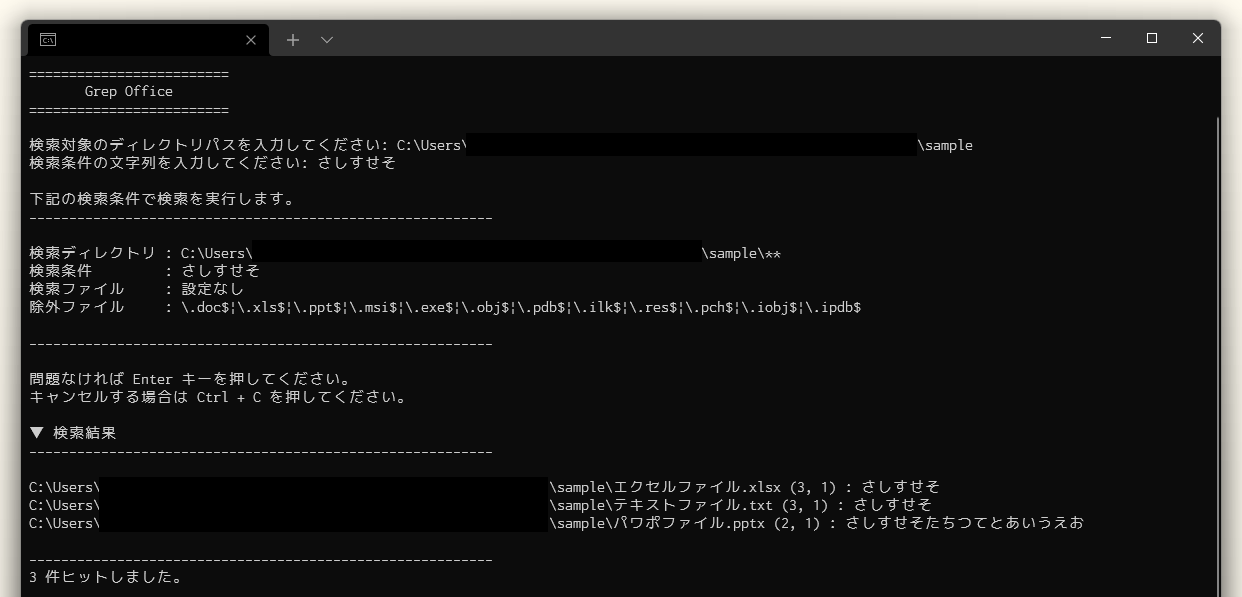 =========================
Grep Office
=========================
検索対象のディレクトリパスを入力してください: C:\Users\ \sample
検索条件の文字列を入力してください: さしすせそ
下記の検索条件で検索を実行します。
----------------------------------------------------------
検索ディレクトリ : C:\Users\ \sample\**
検索条件 : さしすせそ
検索ファイル : 設定なし
除外ファイル : \.doc$¦\.xls$¦\.ppt$¦\.msi$¦\.exe$¦\.obj$¦\.pdb$¦\.ilk$¦\.res$¦\.pch$¦\.iobj$¦\.ipdb$
----------------------------------------------------------
問題なければ Enter キーを押してください。
キャンセルする場合は Ctrl + C を押してください。
▼ 検索結果
----------------------------------------------------------
C:\Users\ \sample\エクセルファイル.xlsx (3, 1) : さしすせそ
C:\Users\ \sample\テキストファイル.txt (3, 1) : さしすせそ
C:\Users\ \sample\パワポファイル.pptx (2, 1) : さしすせそたちつてとあいうえお
----------------------------------------------------------
3 件ヒットしました。